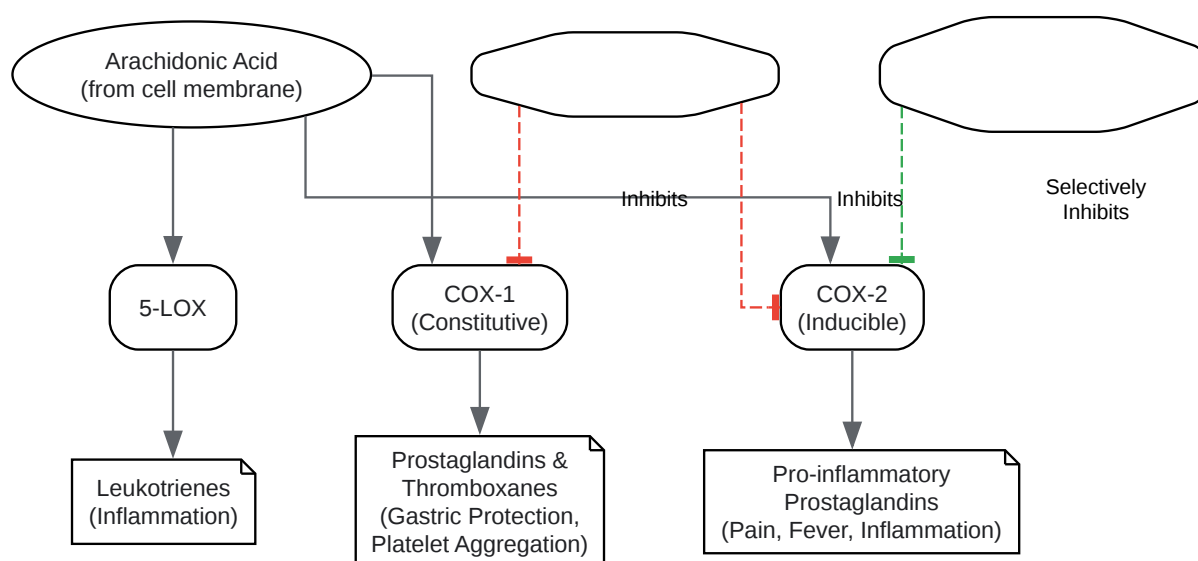 Arachidonic Acid
(from cell membrane)
Inhibits
Inhibits
Selectively
Inhibits
5-LOX
COX-1
(Constitutive)
COX-2
(Inducible)
Leukotrienes
(Inflammation)
Prostaglandins &
Thromboxanes
(Gastric Protection,
Platelet Aggregation)
Pro-inflammatory
Prostaglandins
(Pain, Fever, Inflammation)